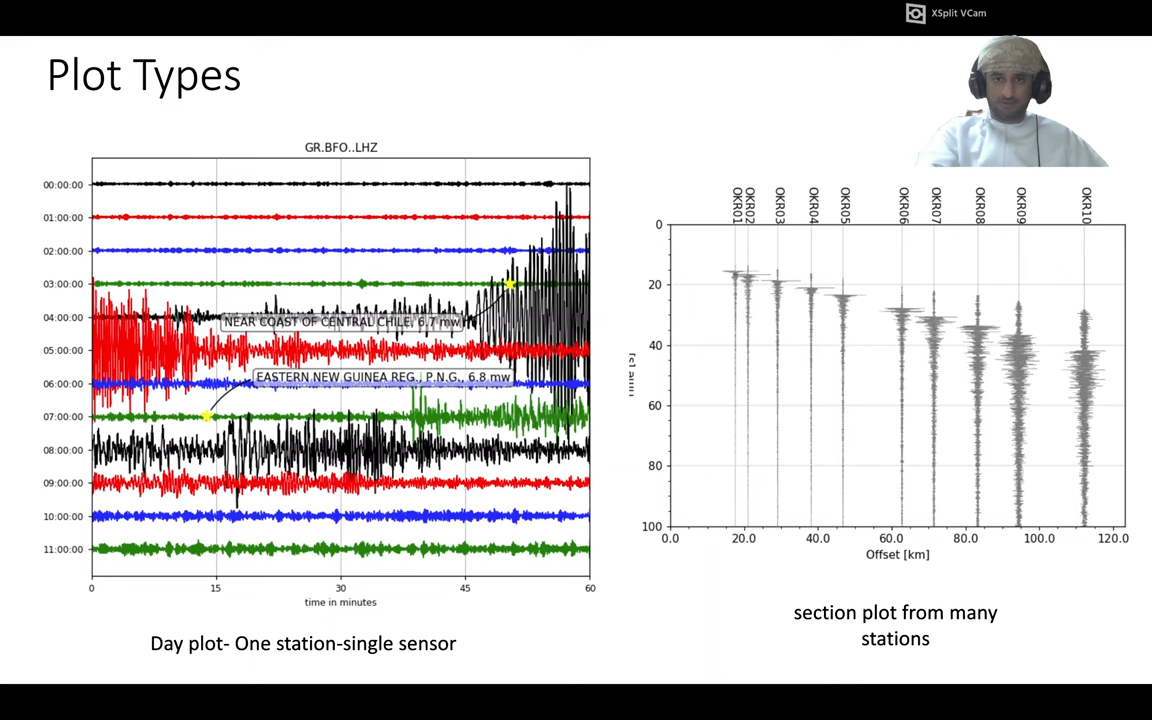 XSplit VCam
Plot Types
GR.BFO..LHZ
00:00:00
01:00:00
02:00:00
03:00:00
04:00:00
05:00:00
06:00:00
07:00:00
08:00:00
09:00:00
10:00:00
11:00:00
NEAR COAST OF CENTRAL CHILE, 6.7 mw
EASTERN NEW GUINEA REG., P.N.G., 6.8 mw
0 15 30 45 60
time in minutes
Day plot- One station-single sensor
OKR01 OKR02 OKR03 OKR04 OKR05 OKR06 OKR07 OKR08 OKR09 OKR10
0
20
40
60
80
100
0.0 20.0 40.0 60.0 80.0 100.0 120.0
Offset [km]
section plot from many
stations